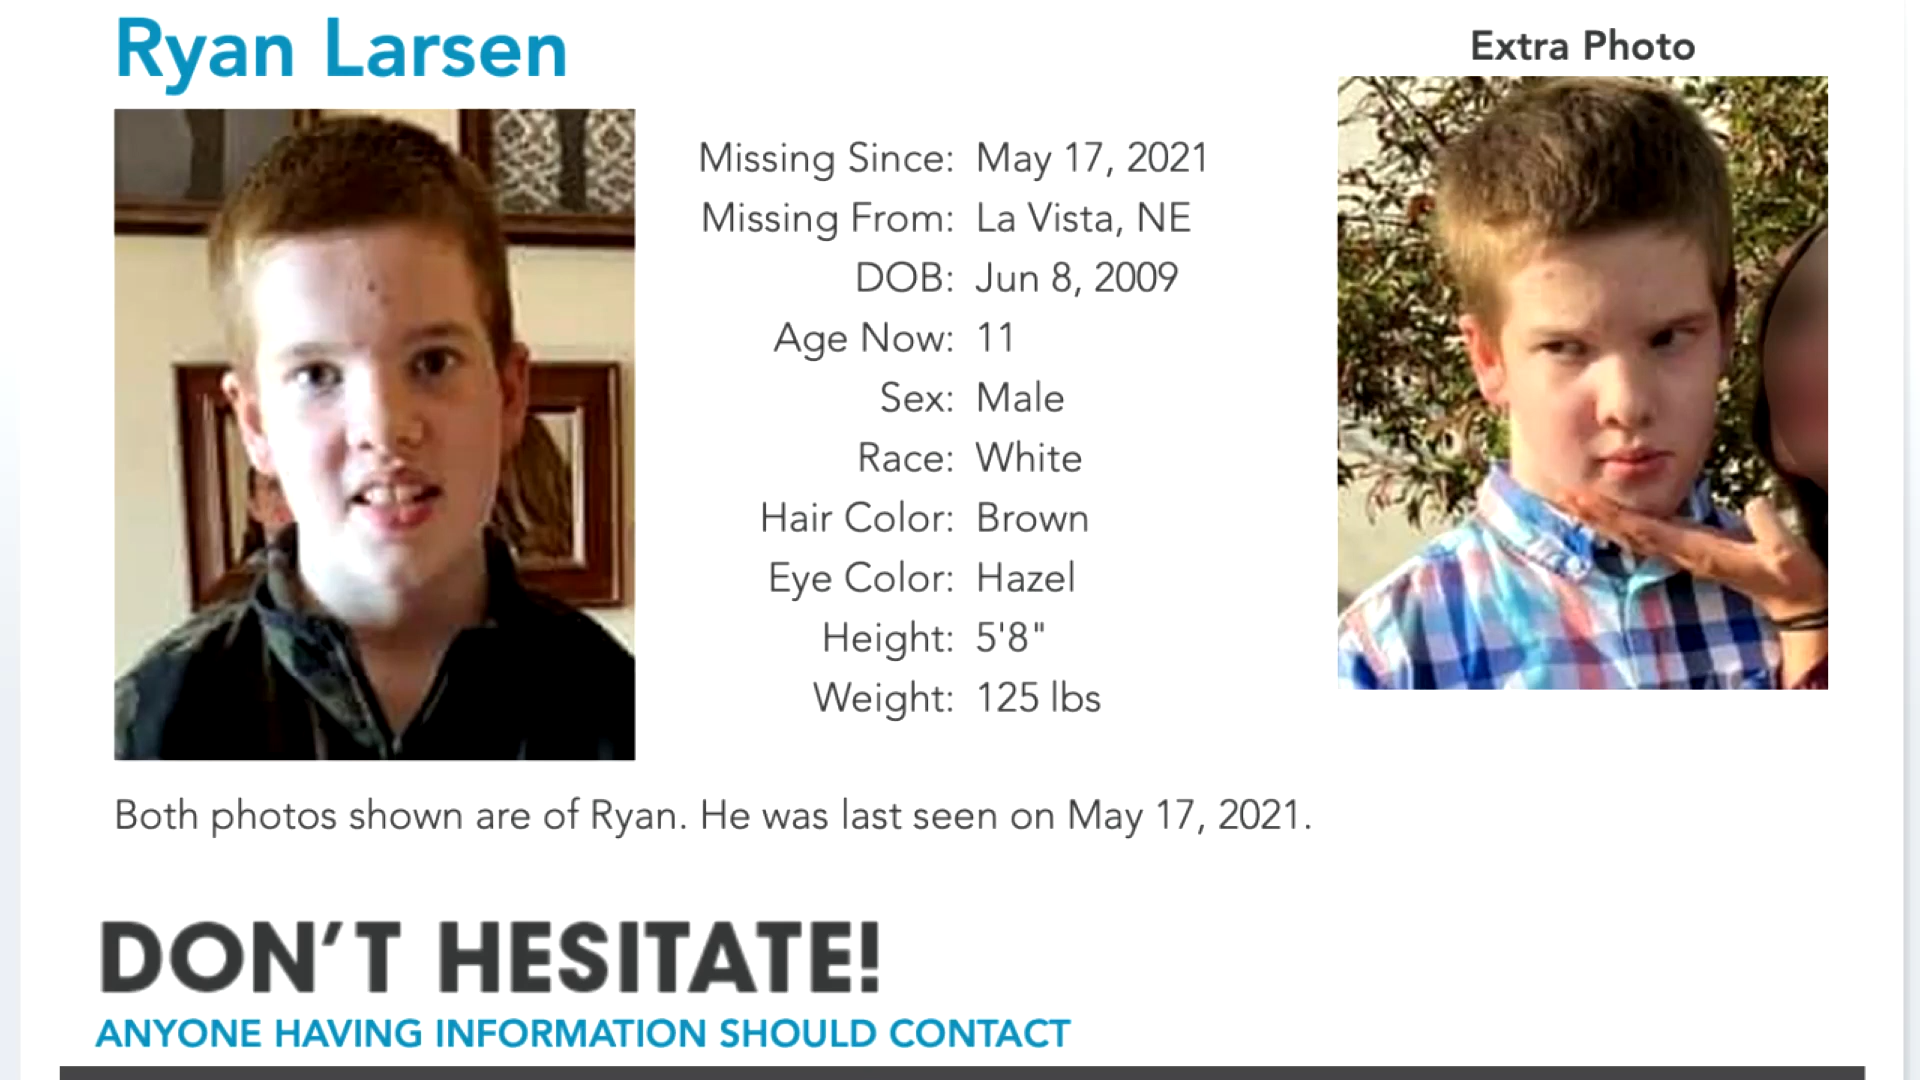 Ryan Larsen
Extra Photo
Missing Since: May 17, 2021
Missing From: La Vista, NE
DOB: Jun 8, 2009
Age Now: 11
Sex: Male
Race: White
Hair Color: Brown
Eye Color: Hazel
Height: 5'8"
Weight: 125 lbs
Both photos shown are of Ryan. He was last seen on May 17, 2021.
DON'T HESITATE!
ANYONE HAVING INFORMATION SHOULD CONTACT